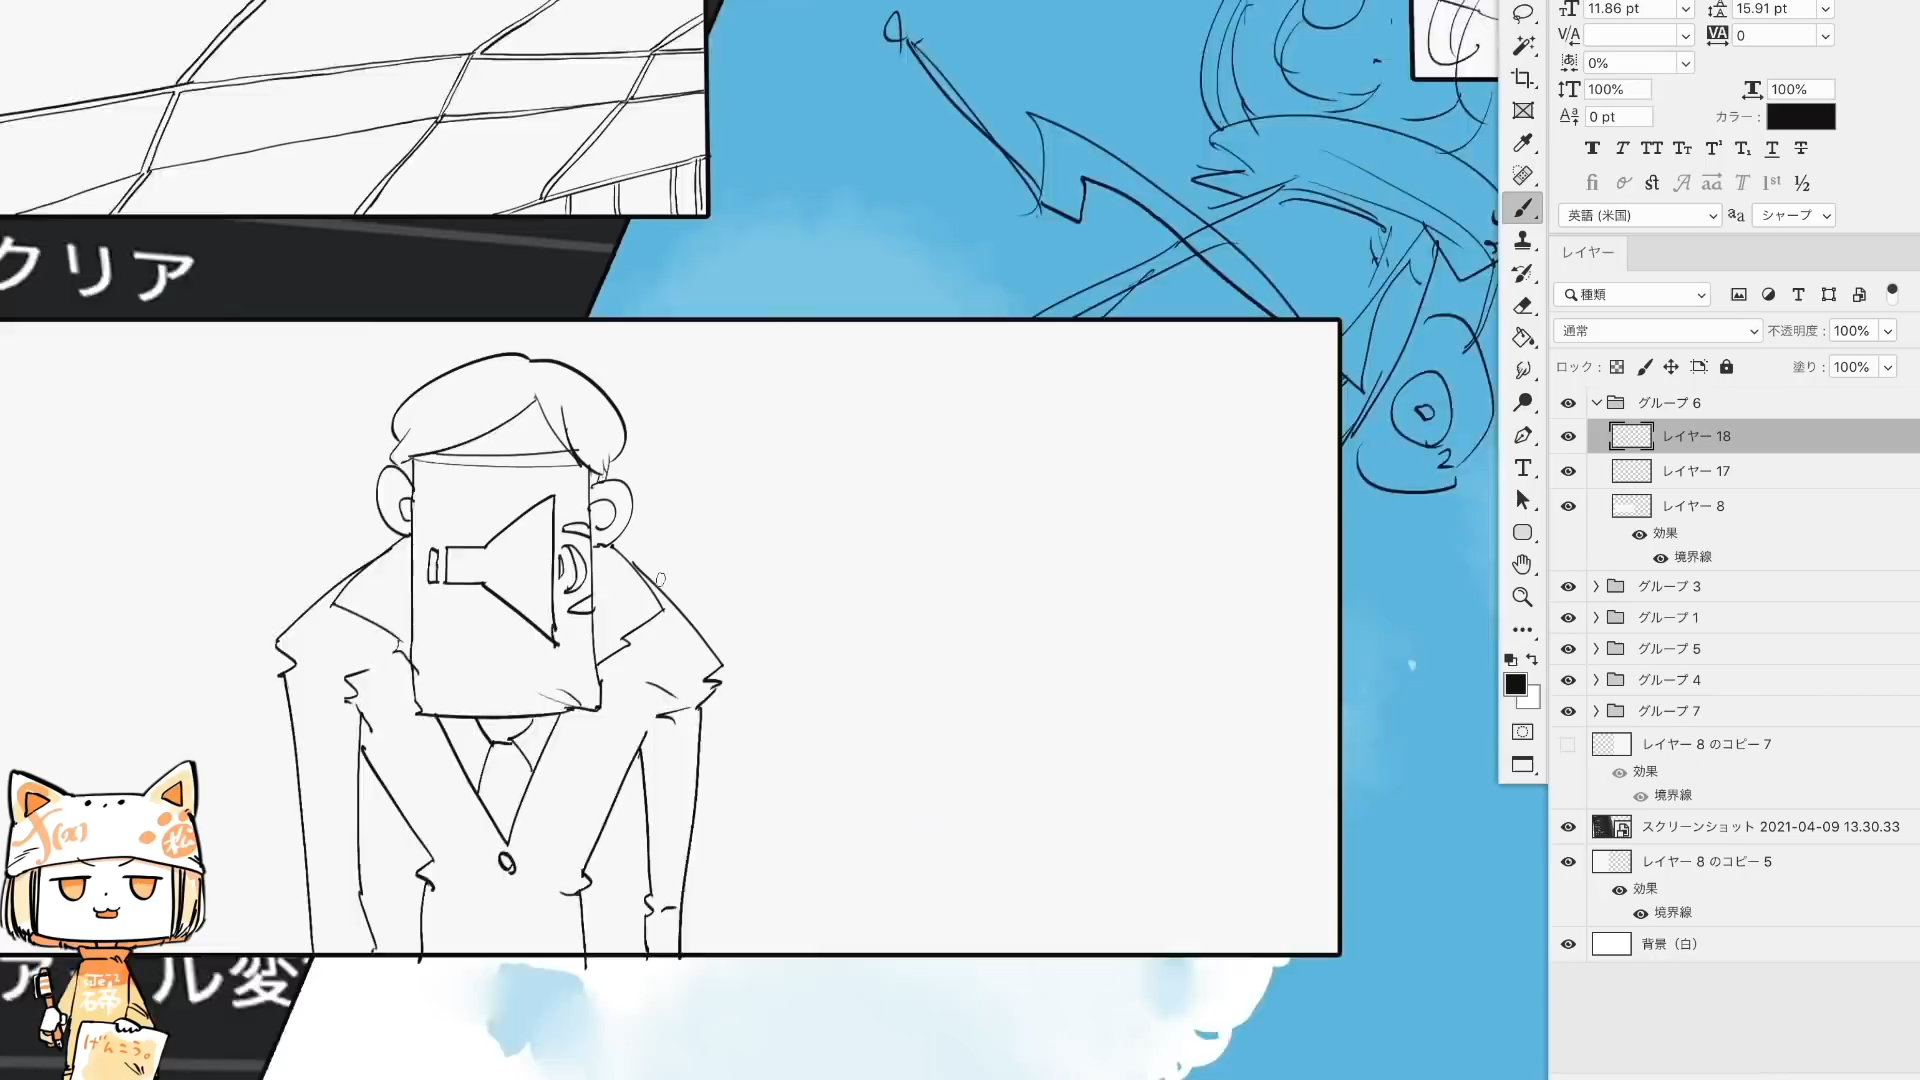 11.86 pt
15.91 pt
0
0%
100%
100%
0 pt
カラー :
英語 (米国)
シャープ
レイヤー
種類
通常
不透明度 :
100%
ロック :
塗り :
100%
グループ 6
レイヤー 18
レイヤー 17
レイヤー 8
効果
境界線
グループ 3
グループ 1
グループ 5
グループ 4
グループ 7
レイヤー 8 のコピー 7
効果
境界線
スクリーンショット 2021-04-09 13.30.33
レイヤー 8 のコピー 5
効果
境界線
背景（白）
クリア
2
f(x)
松
ル変
げんこう。